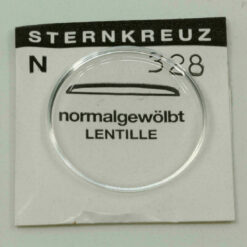 STERNKREUZ
N 328
normalgewölbt
LENTILLE